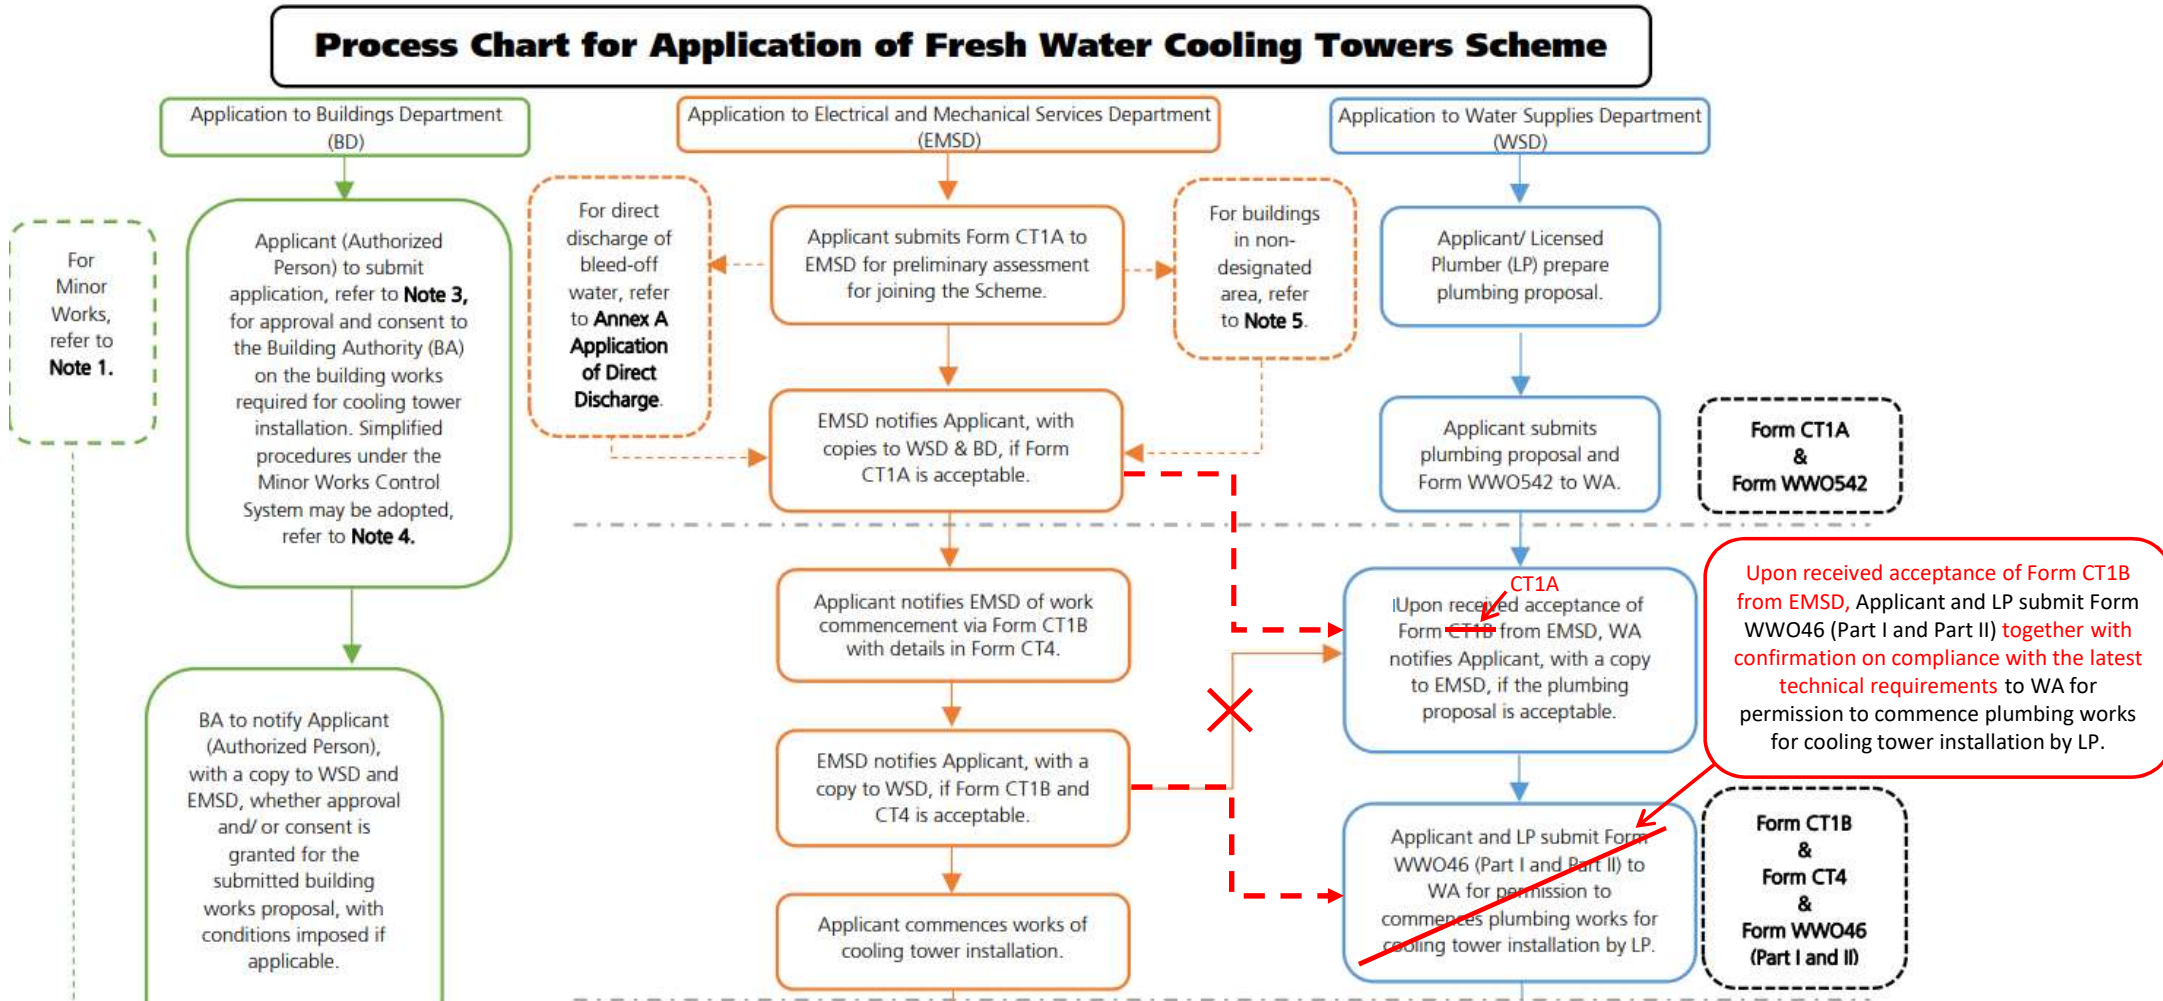 Process Chart for Application of Fresh Water Cooling Towers Scheme
Application to Buildings Department
(BD)
For
Minor
Works,
refer to
Note 1.
Applicant (Authorized
Person) to submit
application, refer to Note 3,
for approval and consent to
the Building Authority (BA)
on the building works
required for cooling tower
installation. Simplified
procedures under the
Minor Works Control
System may be adopted,
refer to Note 4.
BA to notify Applicant
(Authorized Person),
with a copy to WSD and
EMSD, whether approval
and/ or consent is
granted for the
submitted building
works proposal, with
conditions imposed if
applicable.
Application to Electrical and Mechanical Services Department
(EMSD)
For direct
discharge of
bleed-off
water, refer
to Annex A
Application
of Direct
Discharge.
Applicant submits Form CT1A to
EMSD for preliminary assessment
for joining the Scheme.
For buildings
in non-
designated
area, refer
to Note 5.
EMSD notifies Applicant, with
copies to WSD & BD, if Form
CT1A is acceptable.
Applicant notifies EMSD of work
commencement via Form CT1B
with details in Form CT4.
EMSD notifies Applicant, with a
copy to WSD, if Form CT1B and
CT4 is acceptable.
Applicant commences works of
cooling tower installation.
Application to Water Supplies Department
(WSD)
Applicant/ Licensed
Plumber (LP) prepare
plumbing proposal.
Applicant submits
plumbing proposal and
Form WWO542 to WA.
Form CT1A
&
Form WWO542
CT1A
Upon received acceptance of
Form CT1B from EMSD, WA
notifies Applicant, with a copy
to EMSD, if the plumbing
proposal is acceptable.
Upon received acceptance of Form CT1B
from EMSD, Applicant and LP submit Form
WWO46 (Part I and Part II) together with
confirmation on compliance with the latest
technical requirements to WA for
permission to commence plumbing works
for cooling tower installation by LP.
Applicant and LP submit Form
WWO46 (Part I and Part II) to
WA for permission to
commences plumbing works for
cooling tower installation by LP.
Form CT1B
&
Form CT4
&
Form WWO46
(Part I and II)